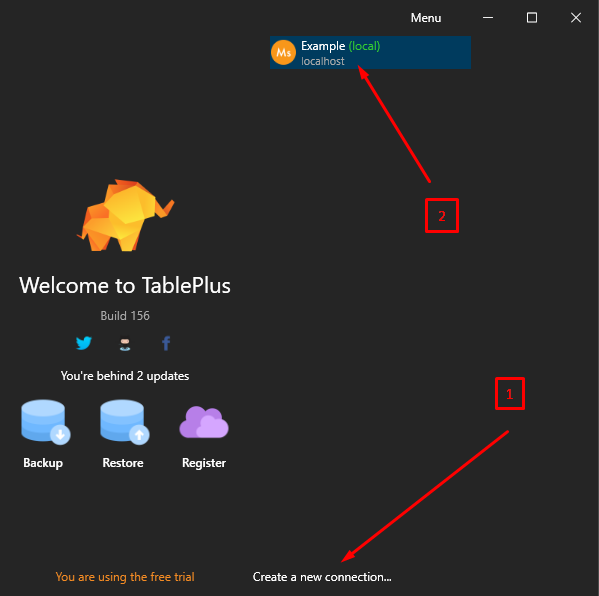 Menu
Ms
Example (local)
localhost
2
Welcome to TablePlus
Build 156
You're behind 2 updates
1
Backup
Restore
Register
You are using the free trial
Create a new connection...